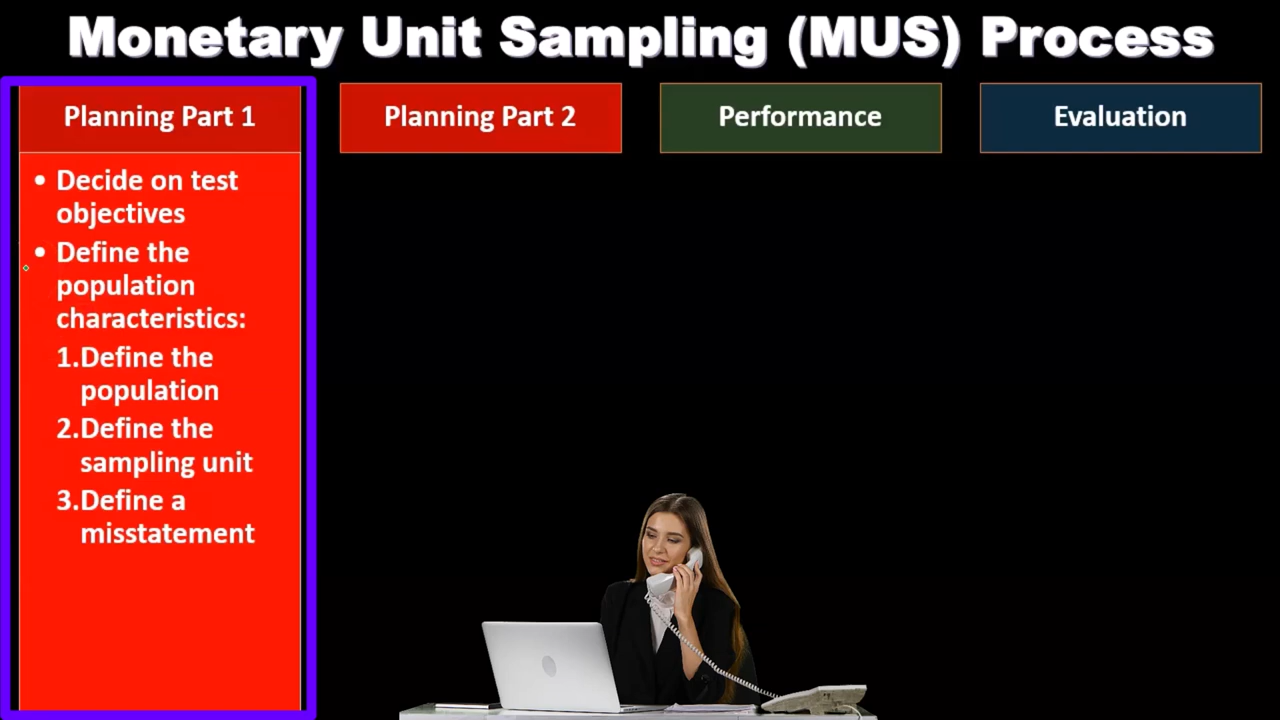 Monetary Unit Sampling (MUS) Process
Planning Part 1
• Decide on test
objectives
• Define the
population
characteristics:
1.Define the
population
2.Define the
sampling unit
3.Define a
misstatement
Planning Part 2
Performance
Evaluation